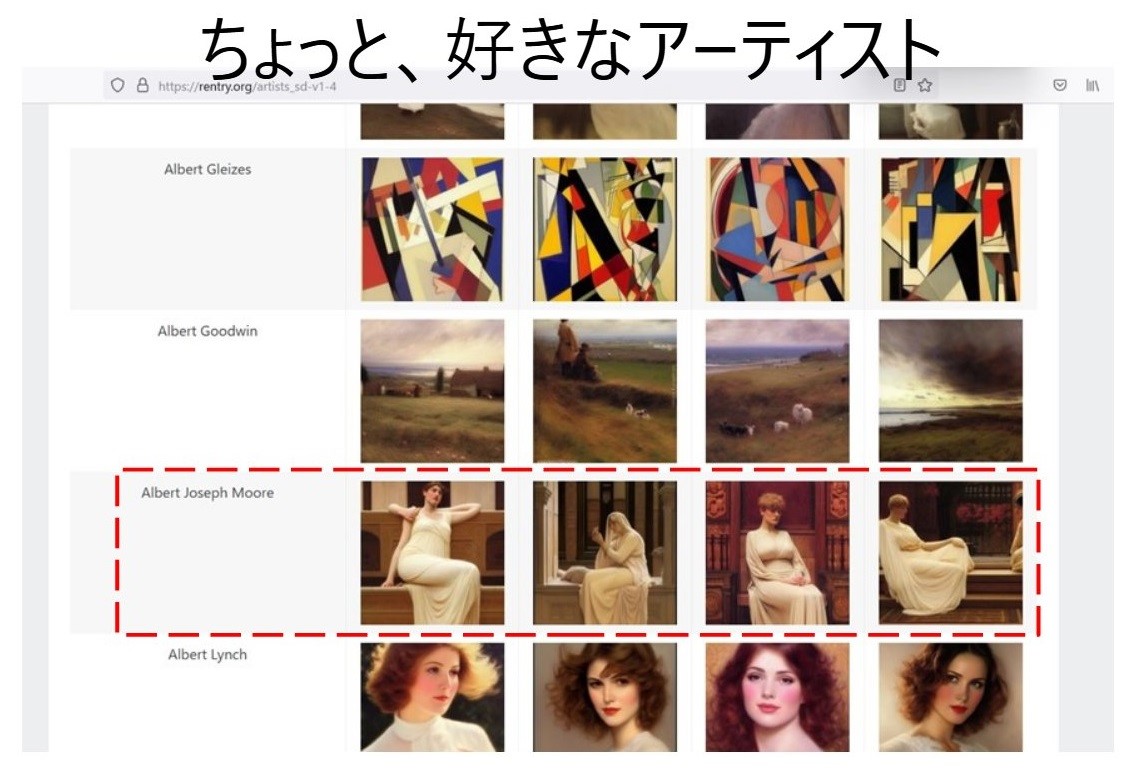 ちょっと、好きなアーティスト
https://rentry.org/artists_sd-v1-4
Albert Gleizes
Albert Goodwin
Albert Joseph Moore
Albert Lynch